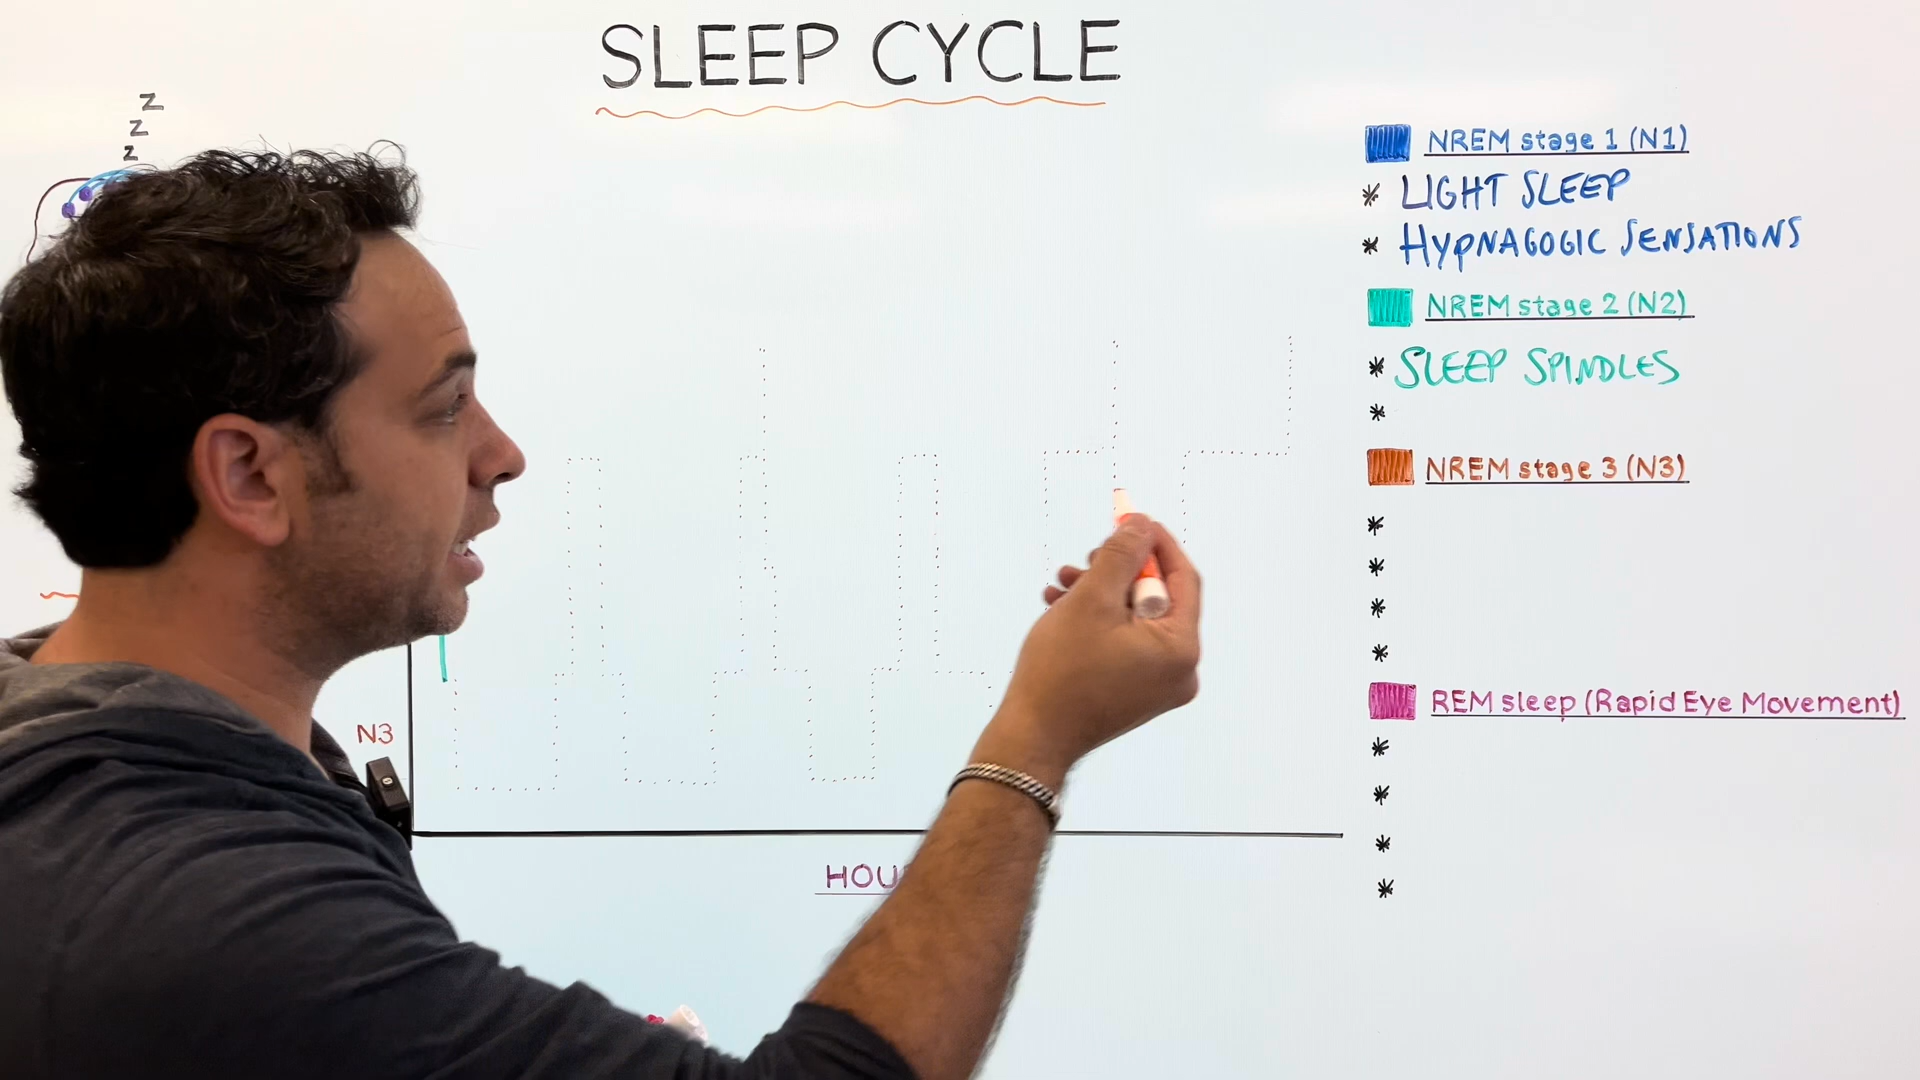 SLEEP CYCLE
z
z
z
NREM stage 1 (N1)
* LIGHT SLEEP
* HYPNAGOGIC SENSATIONS
NREM stage 2 (N2)
* SLEEP SPINDLES
*
NREM stage 3 (N3)
*
*
*
*
REM sleep (Rapid Eye Movement)
*
*
*
*
N3